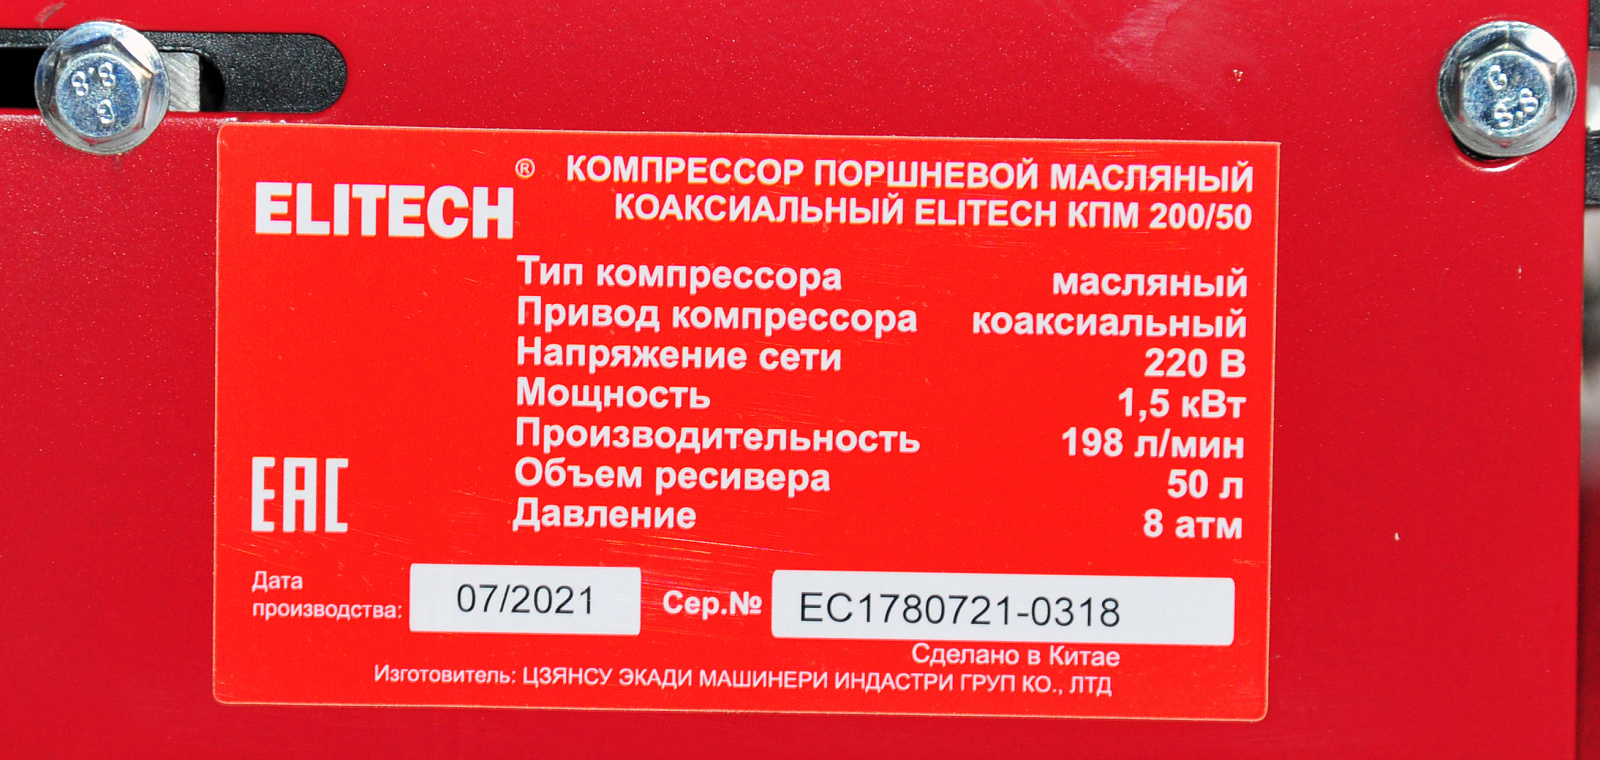 8.8
ELITECH ®
КОМПРЕССОР ПОРШНЕВОЙ МАСЛЯНЫЙ
КОАКСИАЛЬНЫЙ ELITECH КПМ 200/50
Тип компрессора масляный
Привод компрессора коаксиальный
Напряжение сети 220 В
Мощность 1,5 кВт
Производительность 198 л/мин
Объем ресивера 50 л
Давление 8 атм
EAC
Дата
производства: 07/2021 Сер.№ EC1780721-0318
Сделано в Китае
Изготовитель: ЦЗЯНСУ ЭКАДИ МАШИНЕРИ ИНДАСТРИ ГРУП КО., ЛТД
8.8